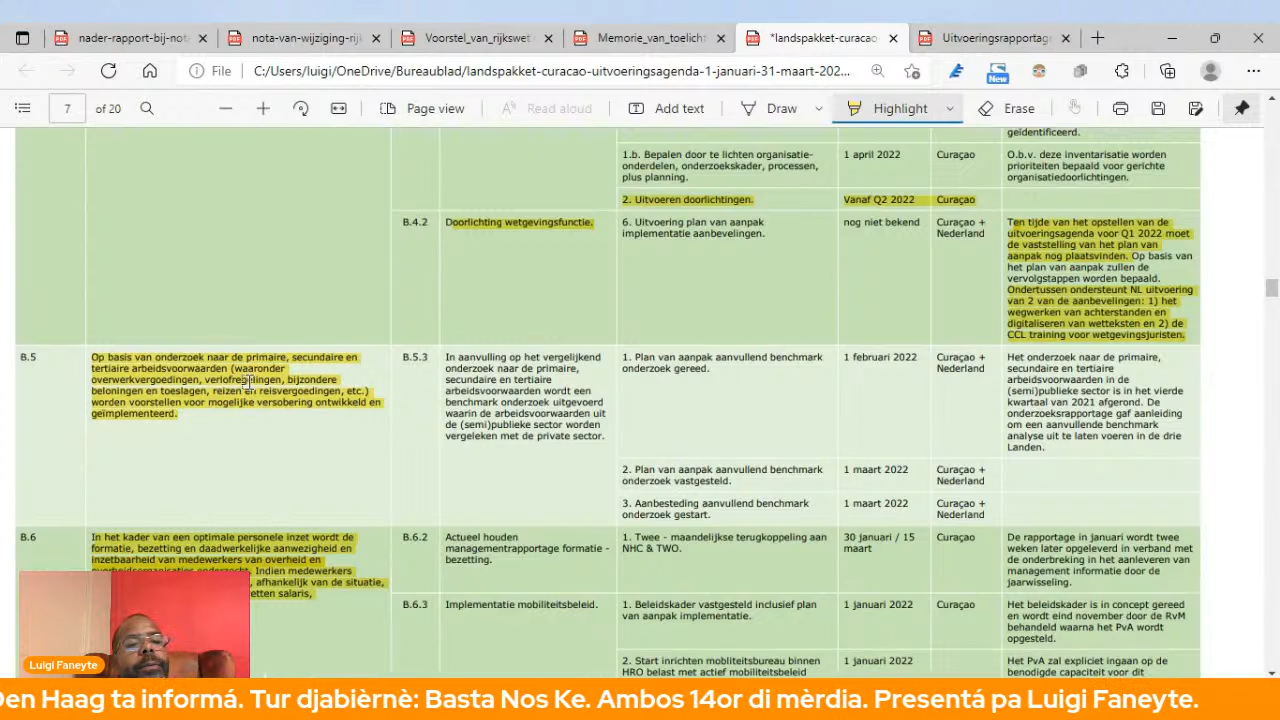 nader-rapport-bij-not
nota-van-wijziging-rijk
Voorstel_van_rijkswet
Memorie_van_toelicht
*landspakket-curacao
Uitvoeringsrapportage
File
C:/Users/luigi/OneDrive/Bureaublad/landspakket-curacao-uitvoeringsagenda-1-januari-31-maart-202...
New
7 of 20
Page view
Read aloud
Add text
Draw
Highlight
Erase
geïdentificeerd.
1.b. Bepalen door te lichten organisatie-
onderdelen, onderzoekskader, processen,
plus planning.
1 april 2022
Curaçao
O.b.v. deze inventarisatie worden
prioriteiten bepaald voor gerichte
organisatiedoorlichtingen.
2. Uitvoeren doorlichtingen.
Vanaf Q2 2022
Curaçao
B.4.2
Doorlichting wetgevingsfunctie.
6. Uitvoering plan van aanpak
implementatie aanbevelingen.
nog niet bekend
Curaçao +
Nederland
Ten tijde van het opstellen van de
uitvoeringsagenda voor Q1 2022 moet
de vaststelling van het plan van
aanpak nog plaatsvinden. Op basis van
het plan van aanpak zullen de
vervolgstappen worden bepaald.
Ondertussen ondersteunt NL uitvoering
van 2 van de aanbevelingen: 1) het
wegwerken van achterstanden en
digitaliseren van wetteksten en 2) de
CCL training voor wetgevingsjuristen.
B.5
Op basis van onderzoek naar de primaire, secundaire en
tertiaire arbeidsvoorwaarden (waaronder
overwerkvergoedingen, verlofregelingen, bijzondere
beloningen en toeslagen, reizen en reisvergoedingen, etc.)
worden voorstellen voor mogelijke versobering ontwikkeld en
geïmplementeerd.
B.5.3
In aanvulling op het vergelijkend
onderzoek naar de primaire,
secundaire en tertiaire
arbeidsvoorwaarden wordt een
benchmark onderzoek uitgevoerd
waarin de arbeidsvoorwaarden uit
de (semi)publieke sector worden
vergeleken met de private sector.
1. Plan van aanpak aanvullend benchmark
onderzoek gereed.
1 februari 2022
Curaçao +
Nederland
Het onderzoek naar de primaire,
secundaire en tertiaire
arbeidsvoorwaarden in de
(semi)publieke sector is in het vierde
kwartaal van 2021 afgerond. De
onderzoeksrapportage gaf aanleiding
om een aanvullende benchmark
analyse uit te laten voeren in de drie
Landen.
2. Plan van aanpak aanvullend benchmark
onderzoek vastgesteld.
1 maart 2022
Curaçao +
Nederland
3. Aanbesteding aanvullend benchmark
onderzoek gestart.
1 maart 2022
Curaçao +
Nederland
B.6
In het kader van een optimale personele inzet wordt de
formatie, bezetting en daadwerkelijke aanwezigheid en
inzetbaarheid van medewerkers van overheid en
overheidsorganisaties onderzocht. Indien medewerkers
, afhankelijk van de situatie,
etten salaris,
B.6.2
Actueel houden
managementrapportage formatie -
bezetting.
1. Twee - maandelijkse terugkoppeling aan
NHC & TWO.
30 januari / 15
maart
Curaçao
De rapportage in januari wordt twee
weken later opgeleverd in verband met
de onderbreking in het aanleveren van
management informatie door de
jaarwisseling.
B.6.3
Implementatie mobiliteitsbeleid.
1. Beleidskader vastgesteld inclusief plan
van aanpak implementatie.
1 januari 2022
Curaçao
Het beleidskader is in concept gereed
en wordt eind november door de RvM
behandeld waarna het PvA wordt
opgesteld.
2. Start inrichten mobliteitsbureau binnen
HRO belast met actief mobiliteitsbeleid
1 januari 2022
Het PvA zal expliciet ingaan op de
benodigde capaciteit voor dit
Luigi Faneyte
Den Haag ta informá. Tur djabièrnè: Basta Nos Ke. Ambos 14or di mèrdia. Presentá pa Luigi Faneyte.